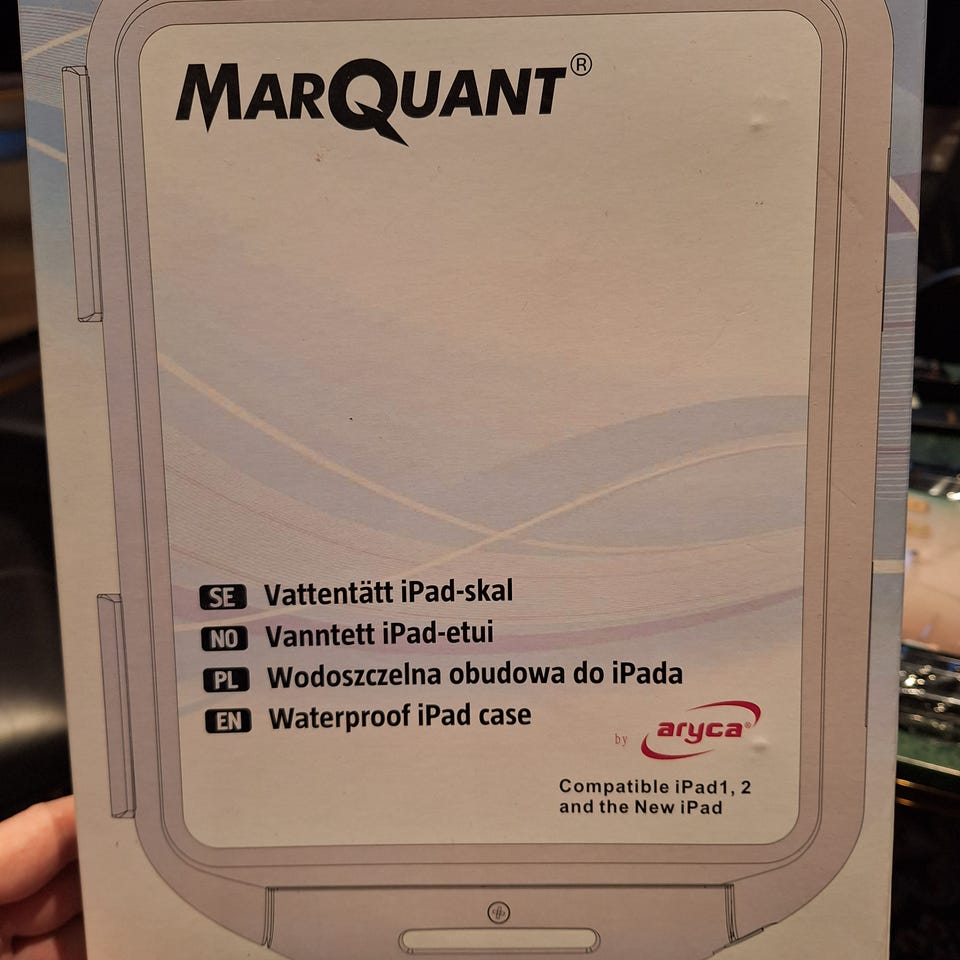 MARQUANT®
SE Vattentätt iPad-skal
NO Vanntett iPad-etui
PL Wodoszczelna obudowa do iPada
EN Waterproof iPad case
by aryca®
Compatible iPad1, 2
and the New iPad